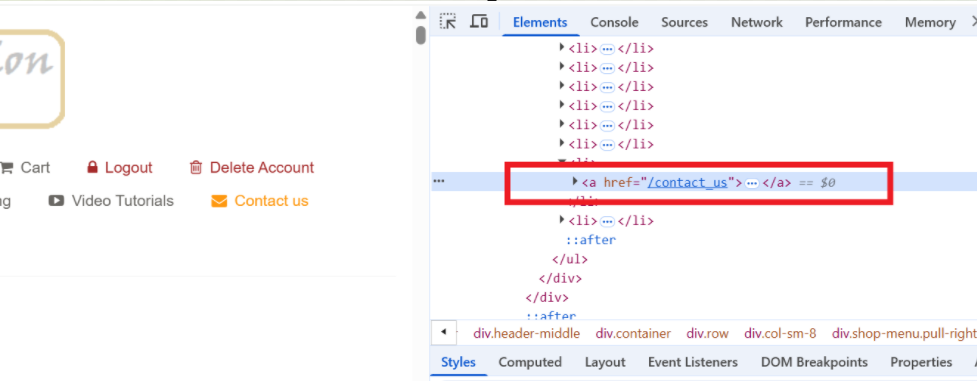 Elements Console Sources Network Performance Memory
<li> ··· </li>
<li> ··· </li>
<li> ··· </li>
<li> ··· </li>
<li> ··· </li>
<li> ··· </li>
<li>
··· <a href="/contact_us"> ··· </a> == $0
</li>
<li> ··· </li>
::after
</ul>
</div>
</div>
::after
Cart Logout Delete Account
Video Tutorials Contact us
div.header-middle div.container div.row div.col-sm-8 div.shop-menu.pull-right
Styles Computed Layout Event Listeners DOM Breakpoints Properties